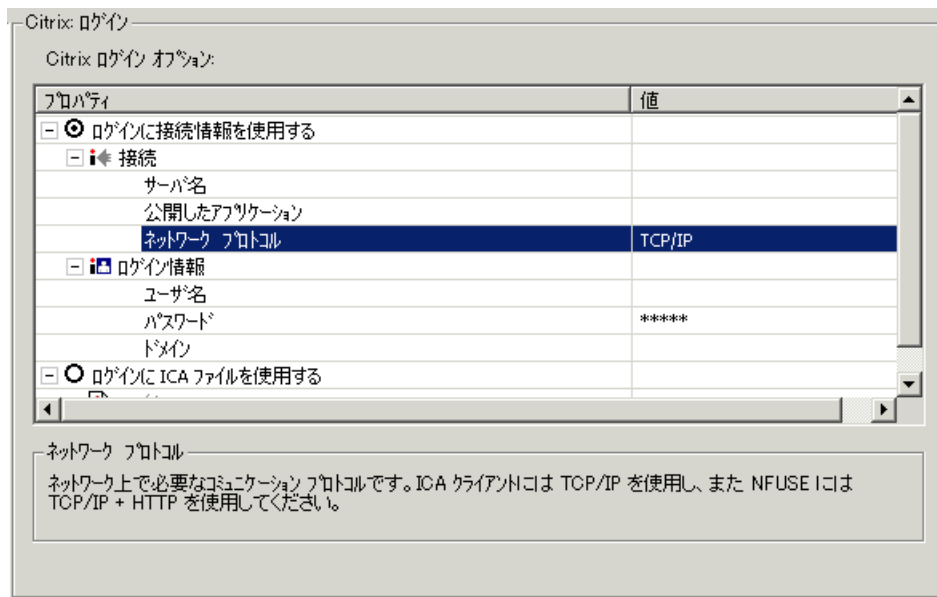 Citrix: ログイン
Citrix ログイン オプション:
プロパティ 値
ログインに接続情報を使用する
接続
サーバ名
公開したアプリケーション
ネットワーク プロトコル TCP/IP
ログイン情報
ユーザ名
パスワード *****
ドメイン
ログインに ICA ファイルを使用する
ネットワーク プロトコル
ネットワーク上で必要なコミュニケーション プロトコルです。ICA クライアントには TCP/IP を使用し、また NFUSE には
TCP/IP + HTTP を使用してください。